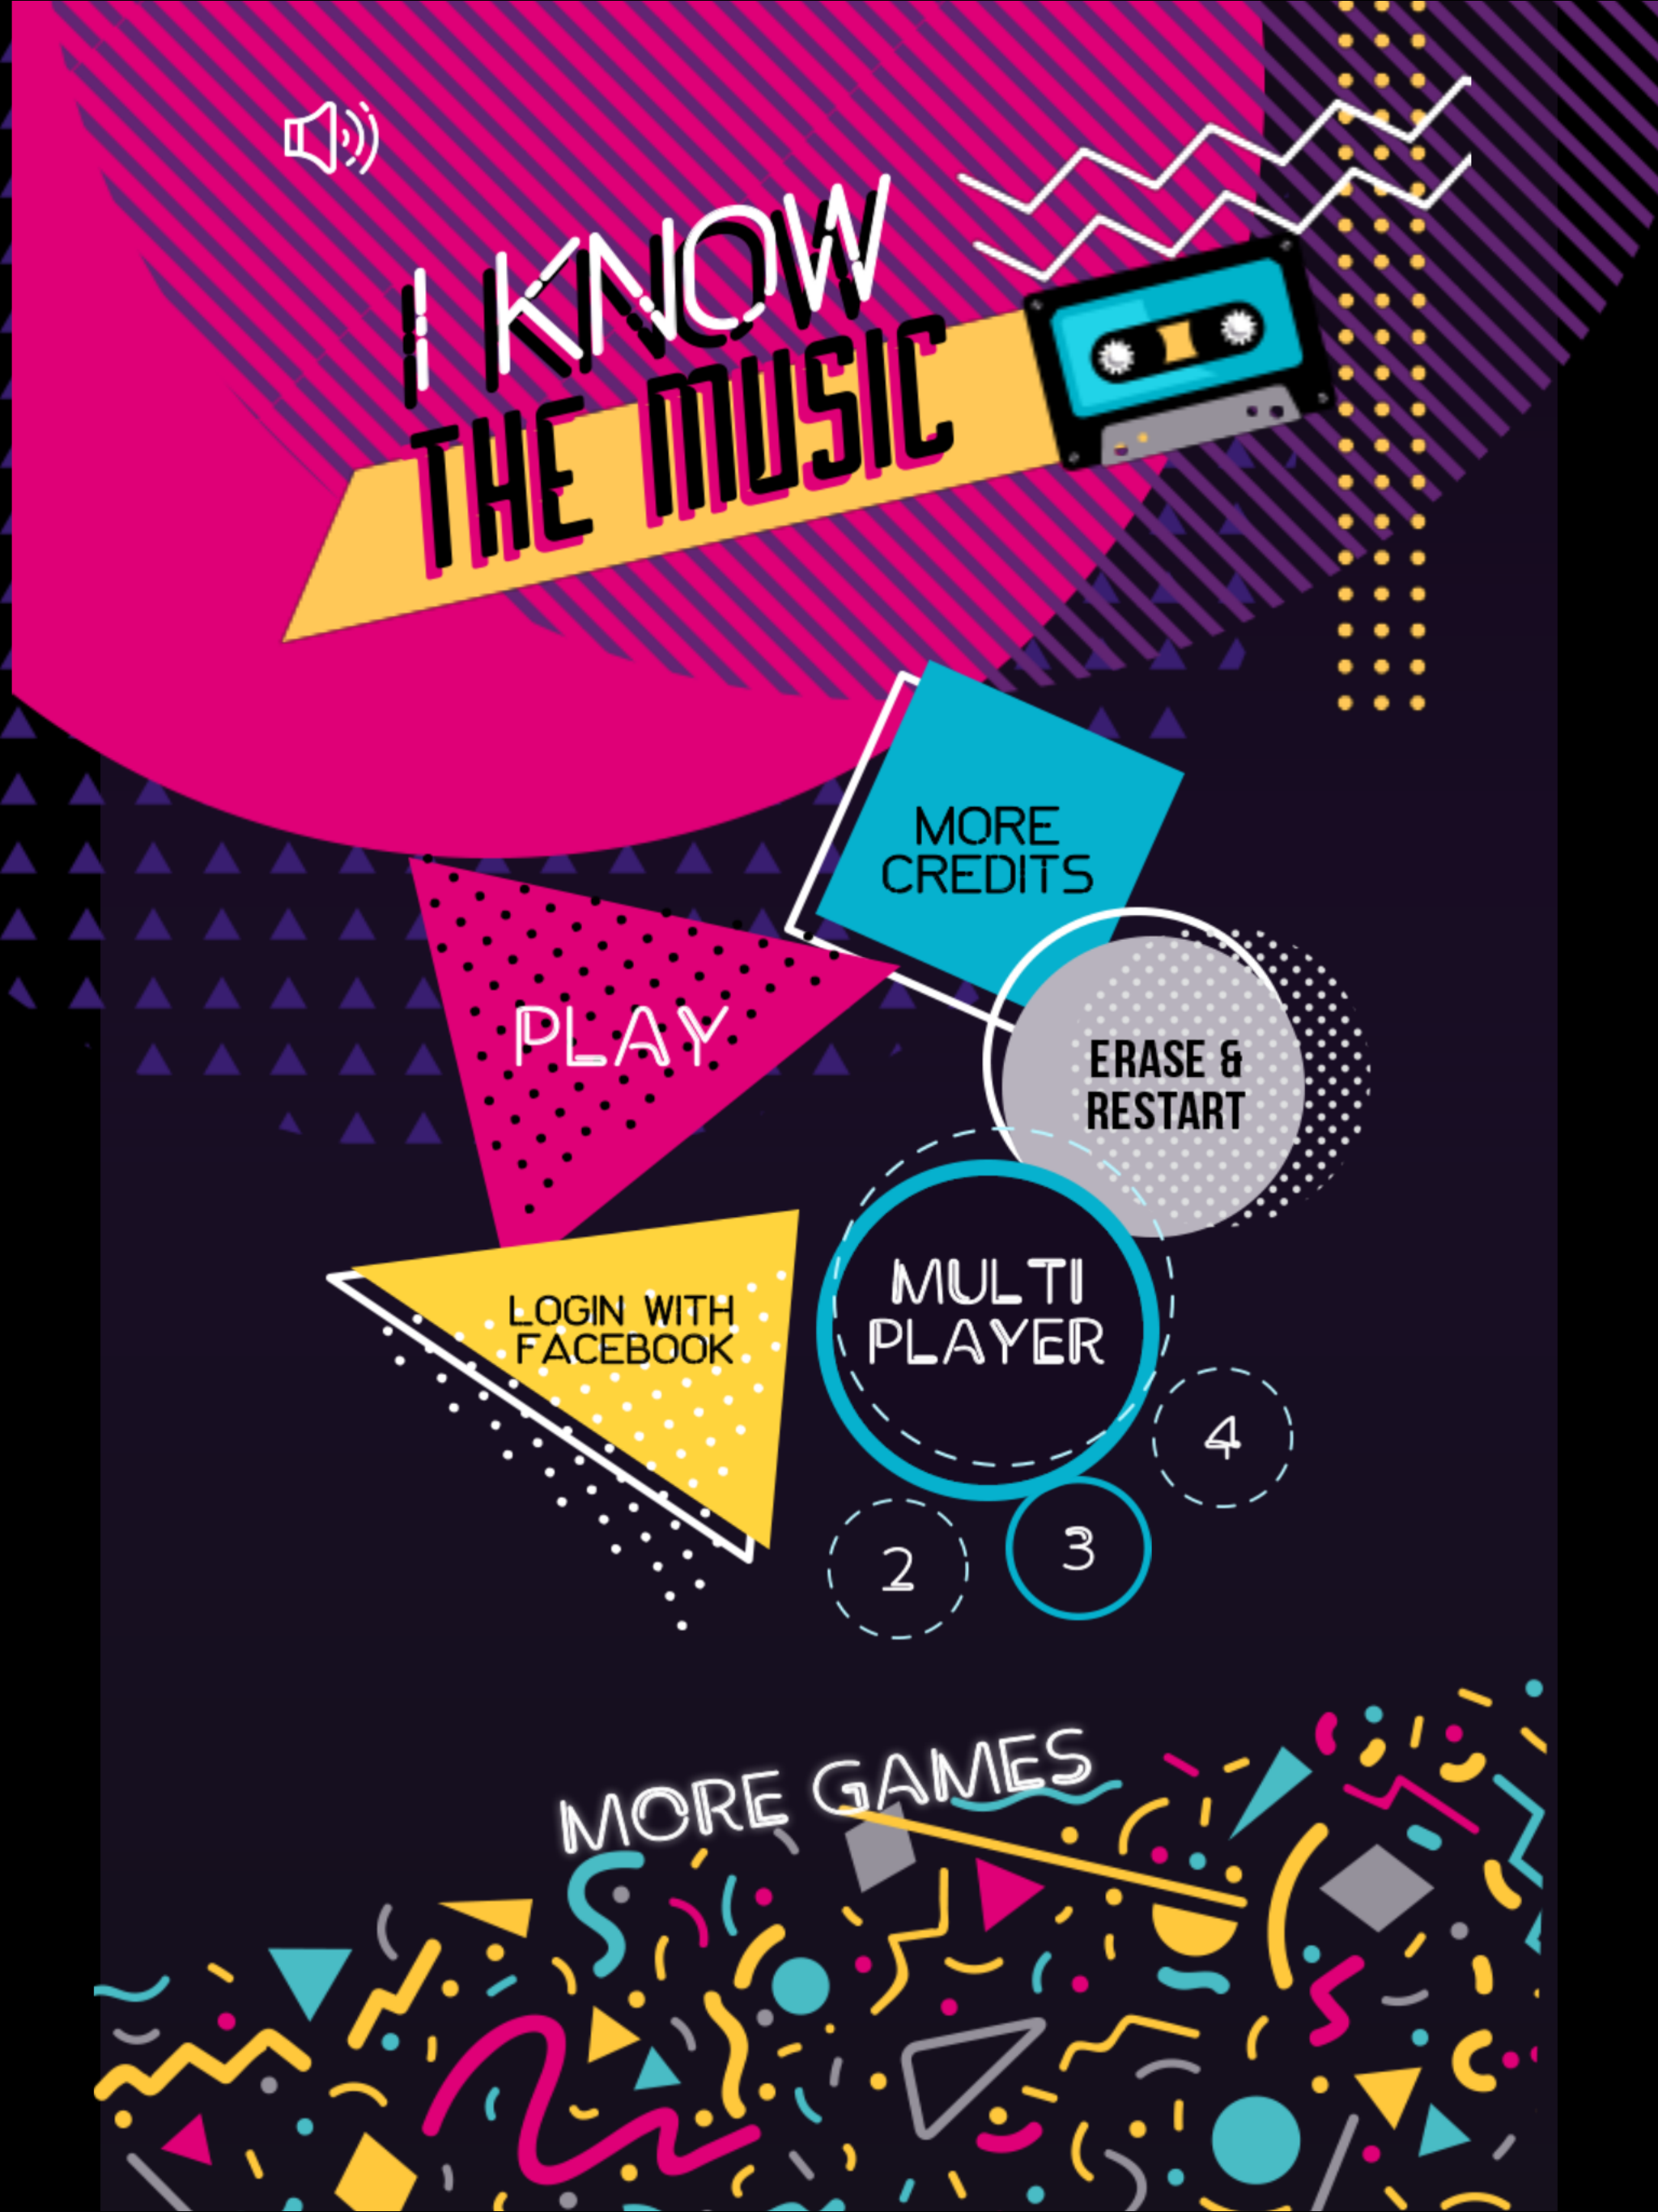 I KNOW
THE MUSIC
MORE
CREDITS
PLAY
ERASE &
RESTART
MULTI
PLAYER
LOGIN WITH
FACEBOOK
4
3
2
MORE GAMES